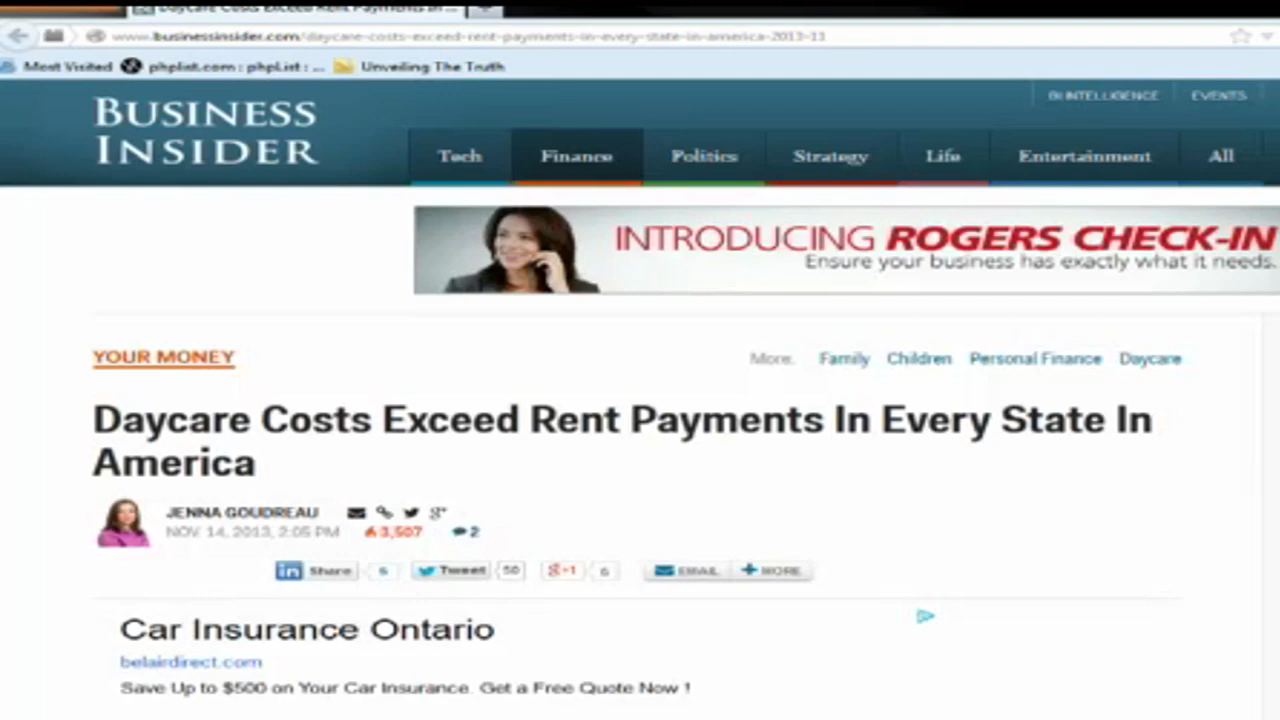 Daycare Costs Exceed Rent Payments In ...
www.businessinsider.com/daycare-costs-exceed-rent-payments-in-every-state-in-america-2013-11
Most Visited phplist.com : phpList : ... Unveiling The Truth
BUSINESS
INSIDER
BI INTELLIGENCE EVENTS
Tech Finance Politics Strategy Life Entertainment All
INTRODUCING ROGERS CHECK-IN
Ensure your business has exactly what it needs.
YOUR MONEY
More: Family Children Personal Finance Daycare
Daycare Costs Exceed Rent Payments In Every State In
America
JENNA GOUDREAU
NOV. 14, 2013, 2:05 PM 3,507 2
in Share 6 Tweet 50 g+1 6 EMAIL + MORE
Car Insurance Ontario
belairdirect.com
Save Up to $500 on Your Car Insurance. Get a Free Quote Now !